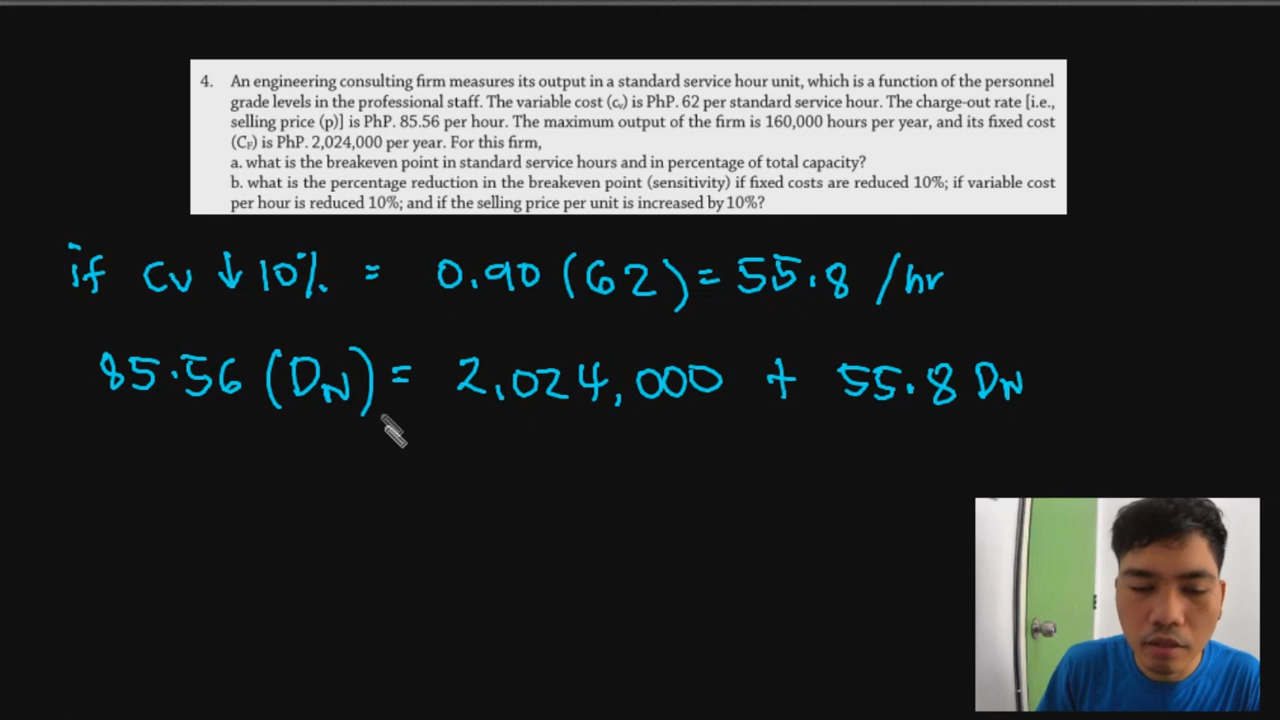 4. An engineering consulting firm measures its output in a standard service hour unit, which is a function of the personnel
grade levels in the professional staff. The variable cost (cᵥ) is PhP. 62 per standard service hour. The charge-out rate [i.e.,
selling price (p)] is PhP. 85.56 per hour. The maximum output of the firm is 160,000 hours per year, and its fixed cost
(C_F) is PhP. 2,024,000 per year. For this firm,
a. what is the breakeven point in standard service hours and in percentage of total capacity?
b. what is the percentage reduction in the breakeven point (sensitivity) if fixed costs are reduced 10%; if variable cost
per hour is reduced 10%; and if the selling price per unit is increased by 10%?
if Cv ↓ 10% = 0.90 (62) = 55.8 /hr
85.56 (DN) = 2,024,000 + 55.8 DN